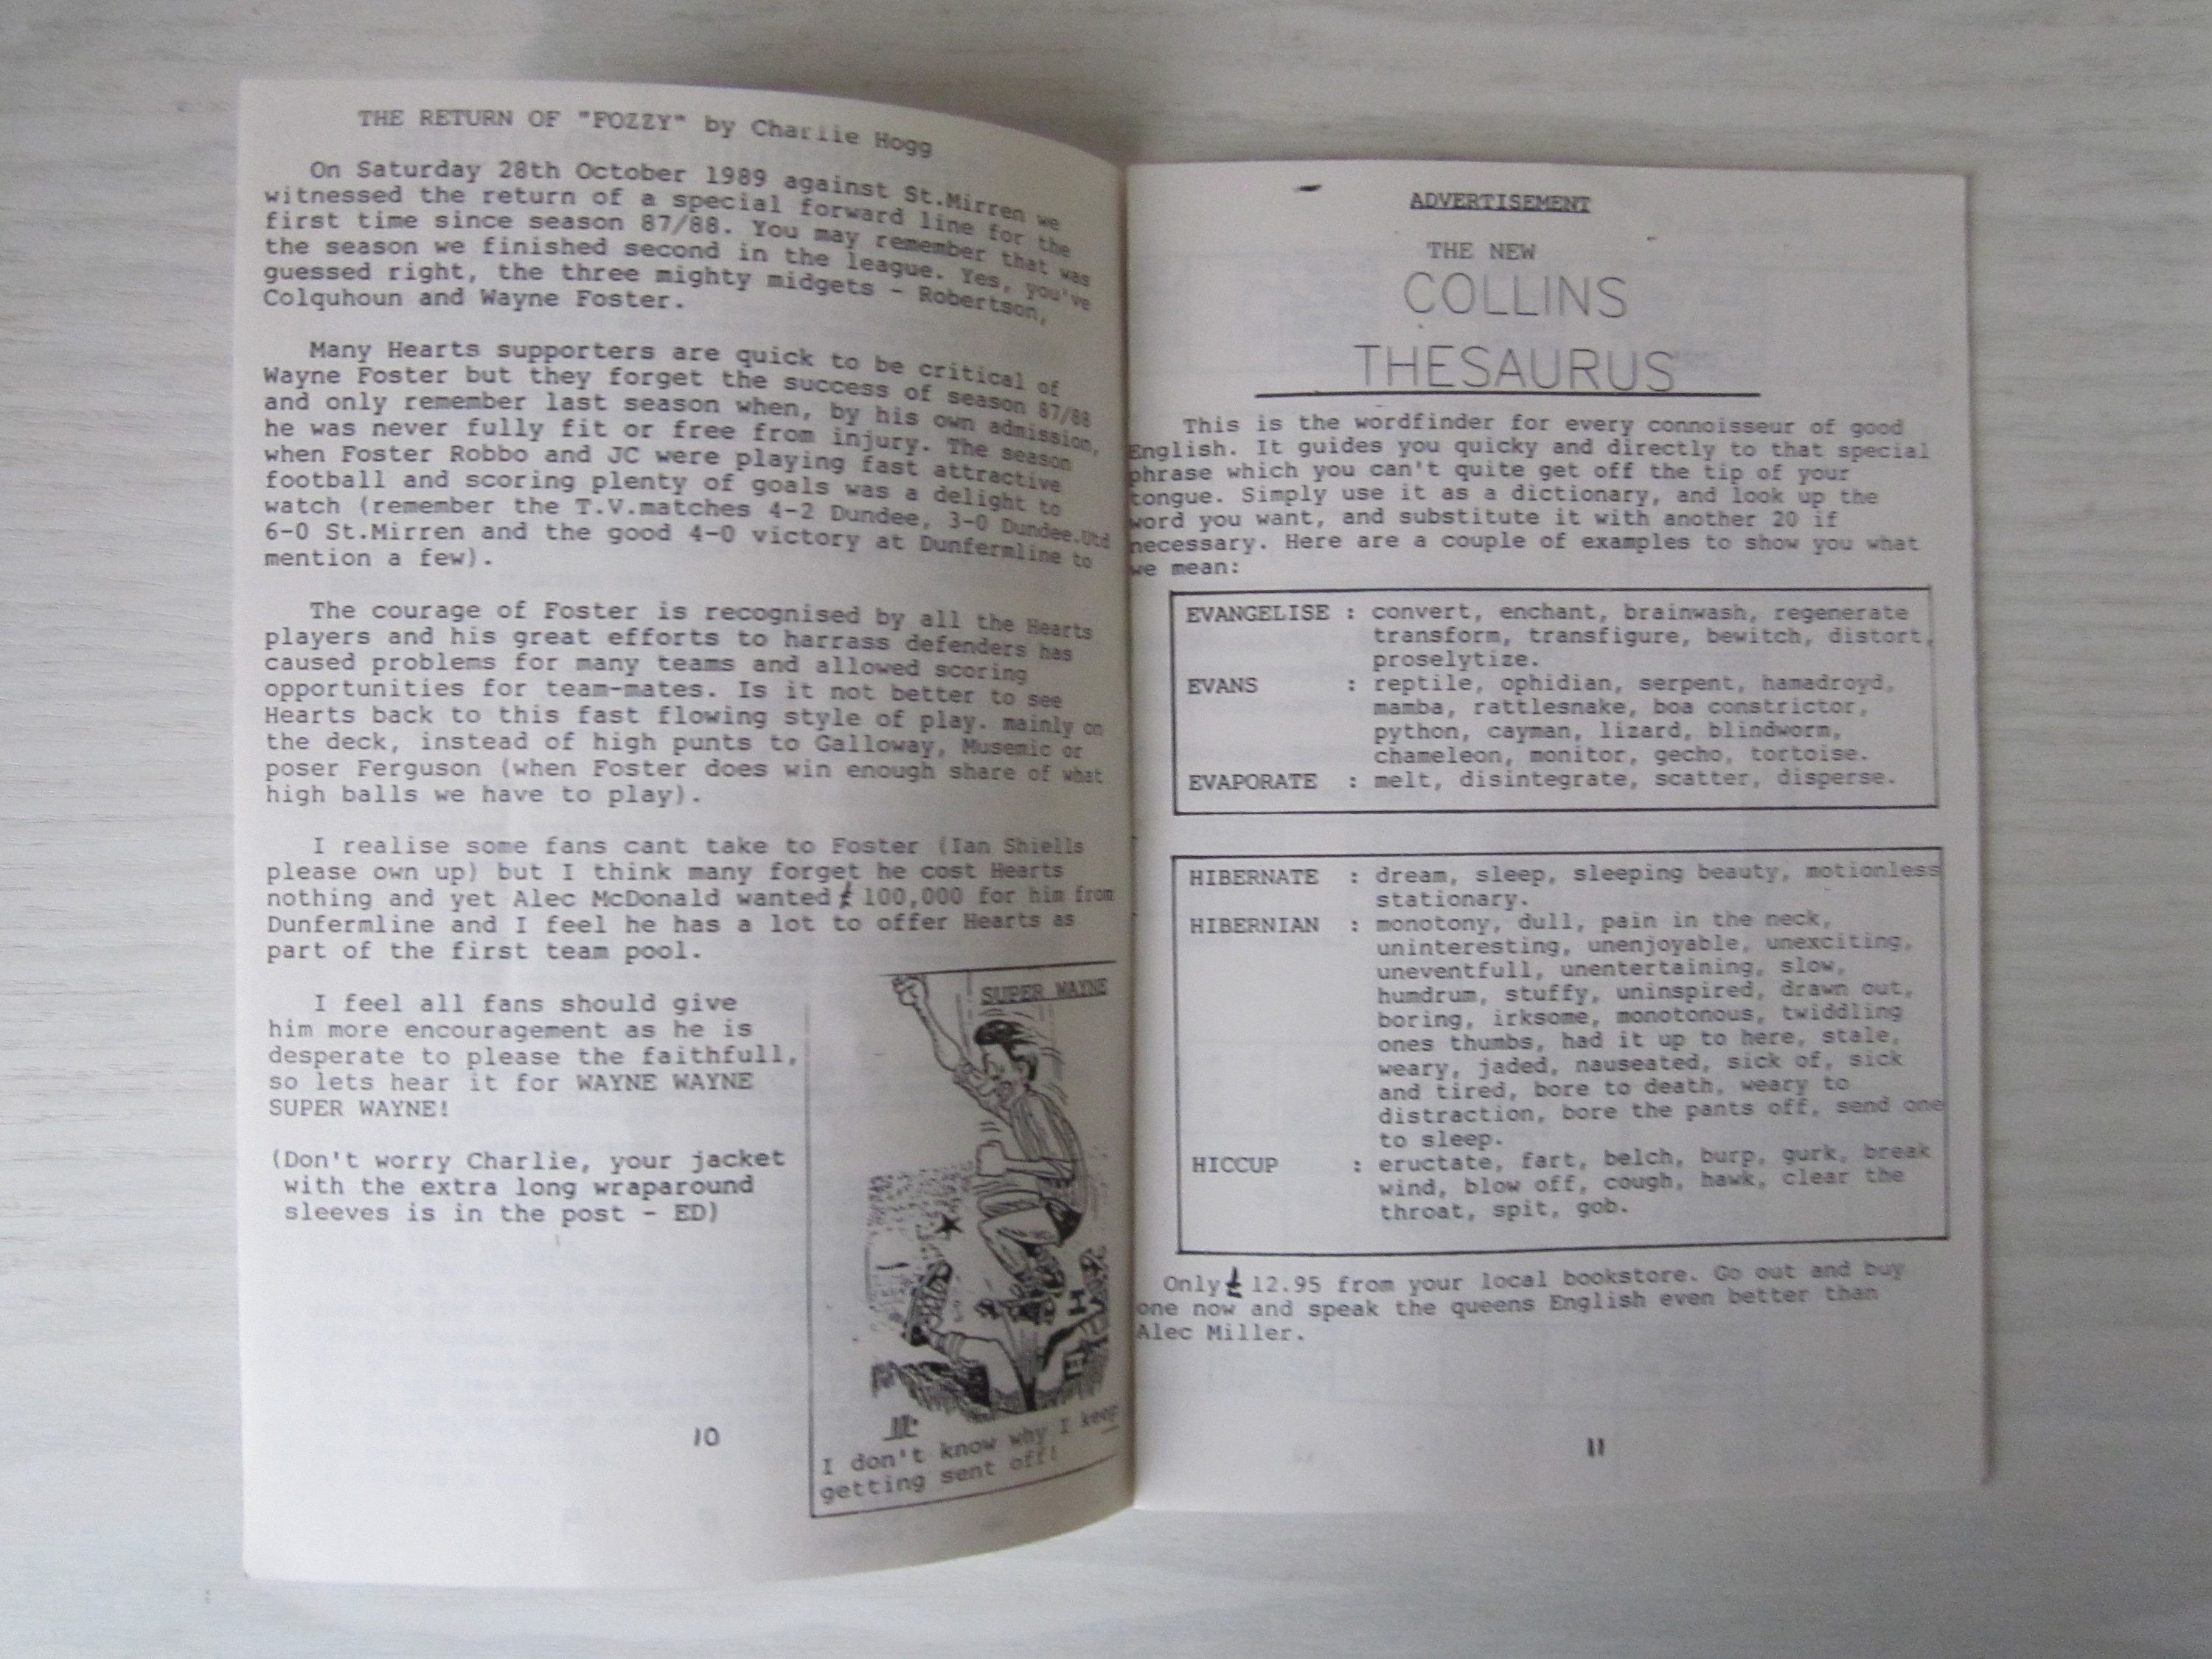 THE RETURN OF "FOZZY" by Charlie Hogg
On Saturday 28th October 1989 against St.Mirren we
witnessed the return of a special forward line for the
first time since season 87/88. You may remember that was
the season we finished second in the league. Yes, you've
guessed right, the three mighty midgets - Robertson,
Colquhoun and Wayne Foster.
Many Hearts supporters are quick to be critical of
Wayne Foster but they forget the success of season 87/88
and only remember last season when, by his own admission,
he was never fully fit or free from injury. The season
when Foster Robbo and JC were playing fast attractive
football and scoring plenty of goals was a delight to
watch (remember the T.V.matches 4-2 Dundee, 3-0 Dundee.Utd
6-0 St.Mirren and the good 4-0 victory at Dunfermline to
mention a few).
The courage of Foster is recognised by all the Hearts
players and his great efforts to harrass defenders has
caused problems for many teams and allowed scoring
opportunities for team-mates. Is it not better to see
Hearts back to this fast flowing style of play. mainly on
the deck, instead of high punts to Galloway, Musemic or
poser Ferguson (when Foster does win enough share of what
high balls we have to play).
I realise some fans cant take to Foster (Ian Shiells
please own up) but I think many forget he cost Hearts
nothing and yet Alec McDonald wanted £100,000 for him from
Dunfermline and I feel he has a lot to offer Hearts as
part of the first team pool.
I feel all fans should give
him more encouragement as he is
desperate to please the faithfull,
so lets hear it for WAYNE WAYNE
SUPER WAYNE!
(Don't worry Charlie, your jacket
with the extra long wraparound
sleeves is in the post - ED)
SUPER WAYNE
I don't know why I keep
getting sent off!
10
ADVERTISEMENT
THE NEW
COLLINS
THESAURUS
This is the wordfinder for every connoisseur of good
English. It guides you quicky and directly to that special
phrase which you can't quite get off the tip of your
tongue. Simply use it as a dictionary, and look up the
word you want, and substitute it with another 20 if
necessary. Here are a couple of examples to show you what
we mean:
EVANGELISE : convert, enchant, brainwash, regenerate
transform, transfigure, bewitch, distort,
proselytize.
EVANS : reptile, ophidian, serpent, hamadroyd,
mamba, rattlesnake, boa constrictor,
python, cayman, lizard, blindworm,
chameleon, monitor, gecho, tortoise.
EVAPORATE : melt, disintegrate, scatter, disperse.
HIBERNATE : dream, sleep, sleeping beauty, motionless
stationary.
HIBERNIAN : monotony, dull, pain in the neck,
uninteresting, unenjoyable, unexciting,
uneventfull, unentertaining, slow,
humdrum, stuffy, uninspired, drawn out,
boring, irksome, monotonous, twiddling
ones thumbs, had it up to here, stale,
weary, jaded, nauseated, sick of, sick
and tired, bore to death, weary to
distraction, bore the pants off, send one
to sleep.
HICCUP : eructate, fart, belch, burp, gurk, break
wind, blow off, cough, hawk, clear the
throat, spit, gob.
Only £12.95 from your local bookstore. Go out and buy
one now and speak the queens English even better than
Alec Miller.
11